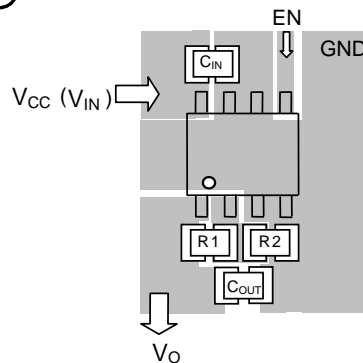 EN
GND
CIN
VCC (VIN)
R1 R2
COUT
VO